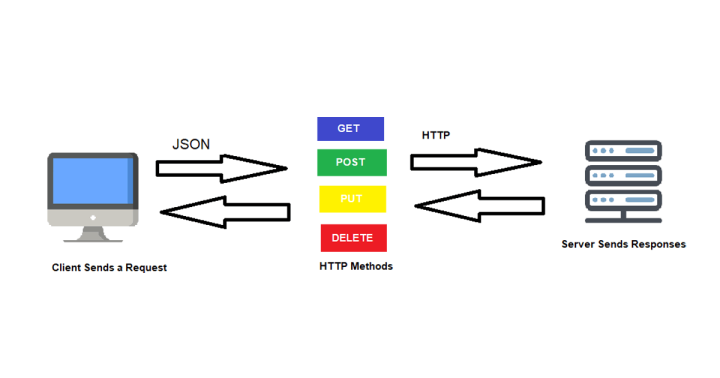 JSON
GET
POST
PUT
DELETE
HTTP
Client Sends a Request
HTTP Methods
Server Sends Responses